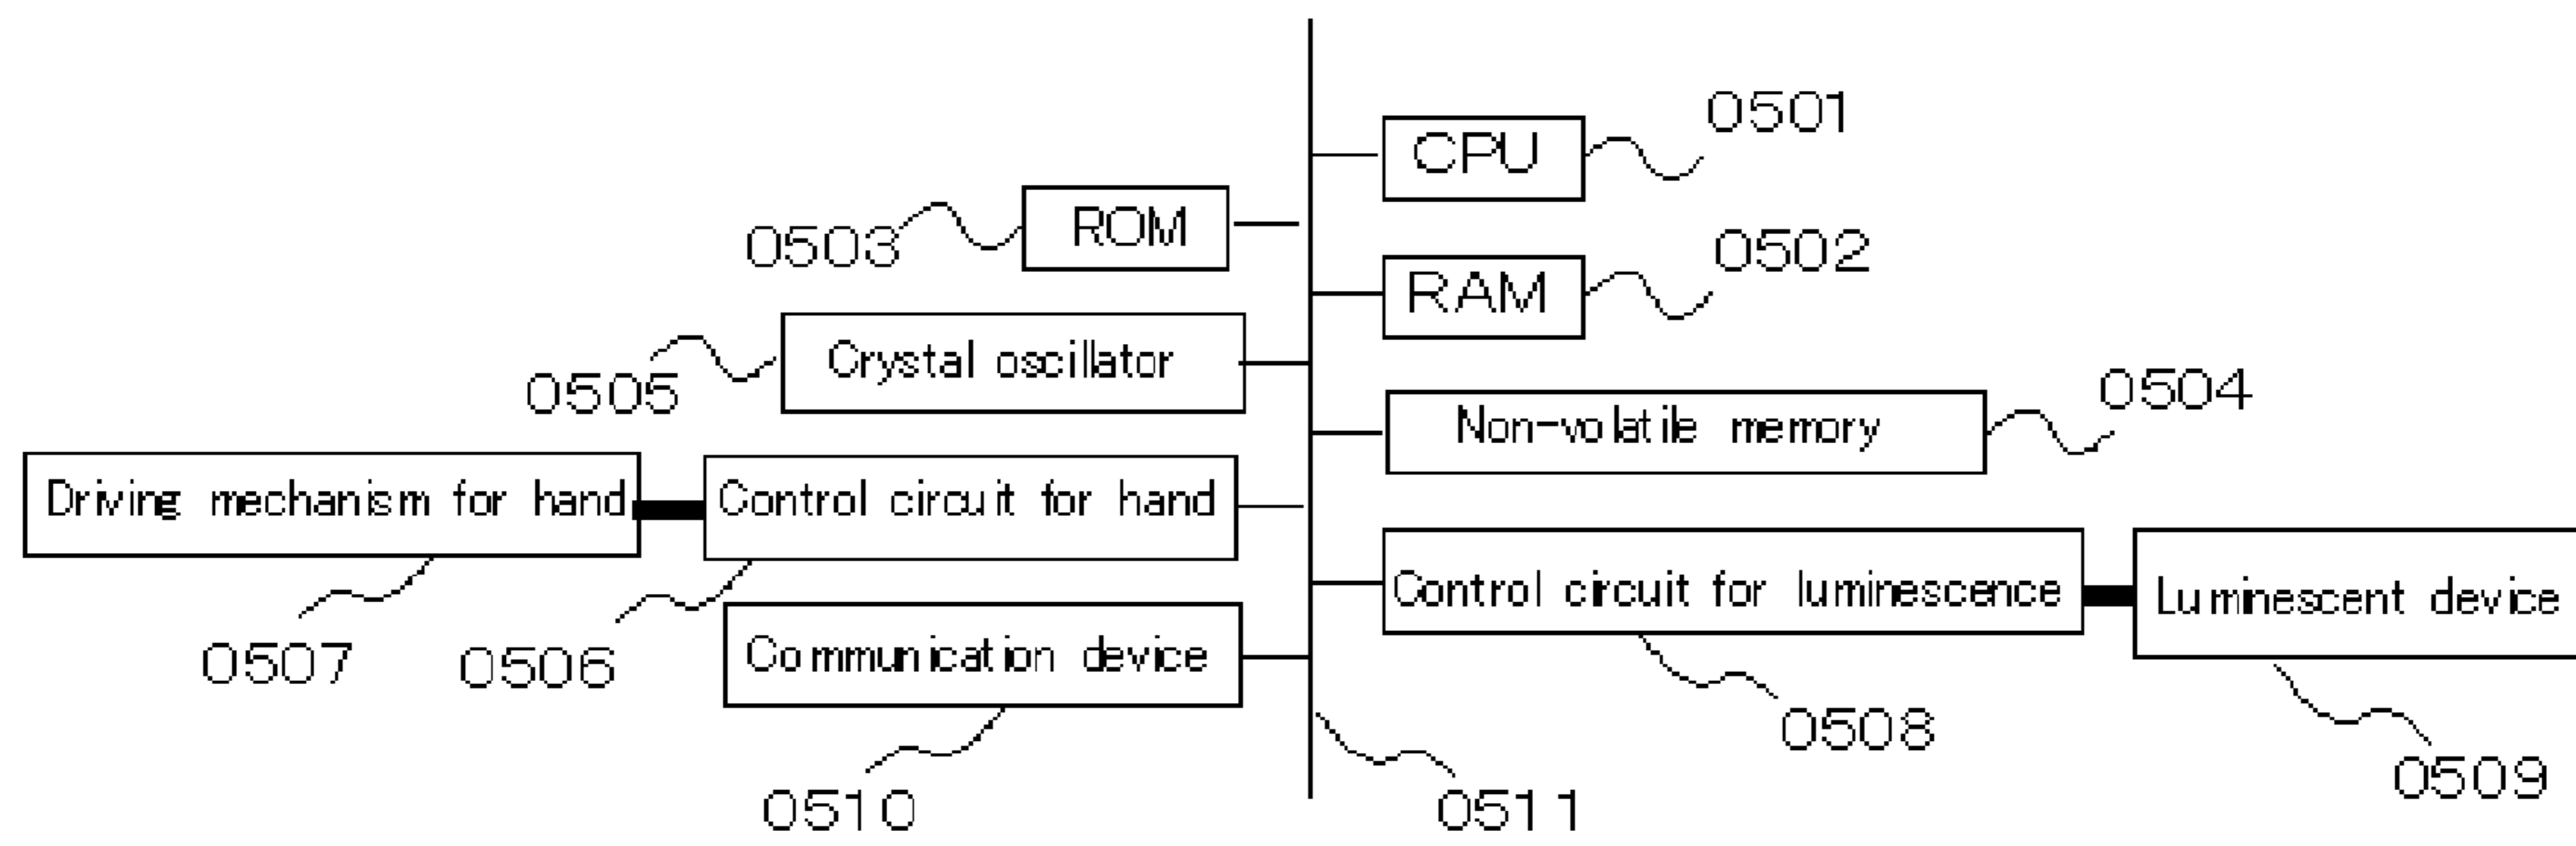 0501
CPU
0503
ROM
0502
RAM
0505
Crystal oscillator
0504
Non-volatile memory
Driving mechanism for hand
Control circuit for hand
Control circuit for luminescence
Luminescent device
0507
0506
Communication device
0508
0509
0510
0511